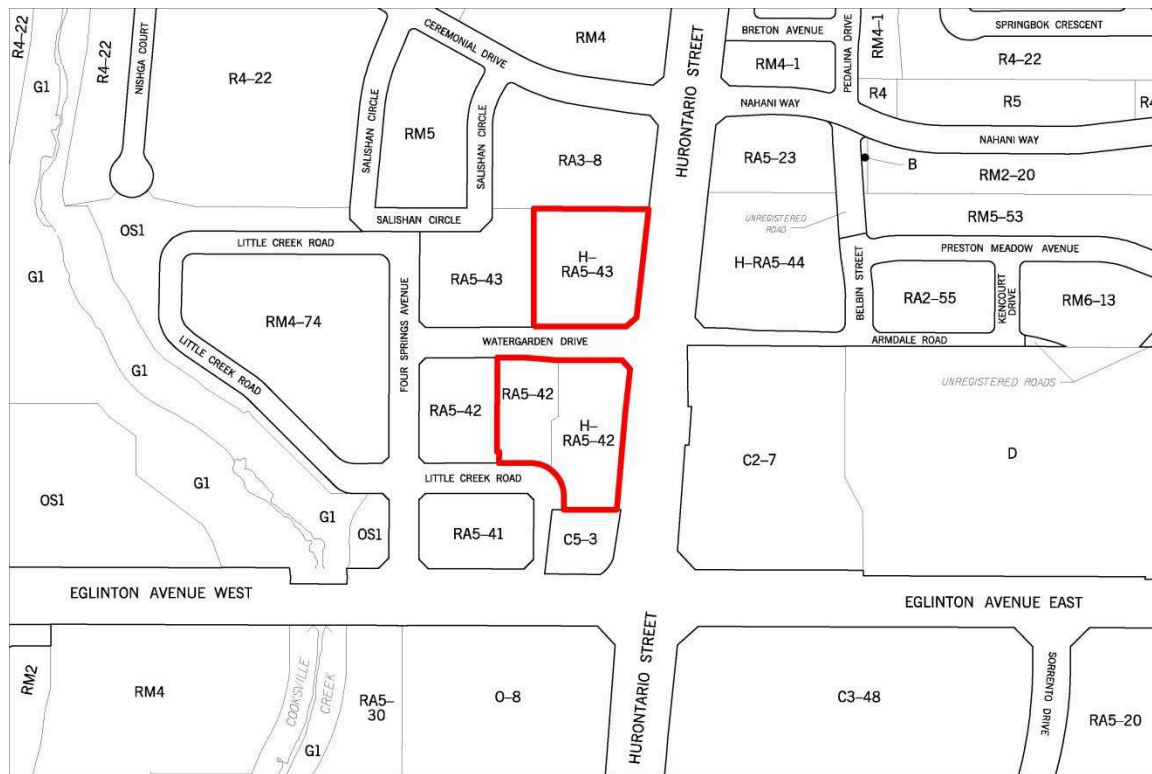 R4-22
G1
R4-22
NISHGA COURT
R4-22
SALISHAN CIRCLE
RM5
SALISHAN CIRCLE
SALISHAN CIRCLE
CEREMONIAL DRIVE
RM4
HURONTARIO STREET
BRETON AVENUE
RM4-1
PEDALINA DRIVE
RM4-1
SPRINGBOK CRESCENT
R4-22
R4
R5
R4
NAHANI WAY
NAHANI WAY
RA3-8
RA5-23
B
RM2-20
UNREGISTERED
ROAD
RM5-53
OS1
G1
LITTLE CREEK ROAD
RA5-43
H-
RA5-43
H-RA5-44
BELBIN STREET
PRESTON MEADOW AVENUE
RA2-55
KENCOURT
DRIVE
RM6-13
RM4-74
LITTLE CREEK ROAD
FOUR SPRINGS AVENUE
WATERGARDEN DRIVE
ARMDALE ROAD
UNREGISTERED ROADS
G1
RA5-42
RA5-42
H-
RA5-42
C2-7
D
OS1
G1
G1
OS1
LITTLE CREEK ROAD
RA5-41
C5-3
EGLINTON AVENUE WEST
EGLINTON AVENUE EAST
RM2
RM4
COOKSVILLE
CREEK
G1
RA5-
30
O-8
HURONTARIO STREET
C3-48
SORRENTO DRIVE
RA5-20